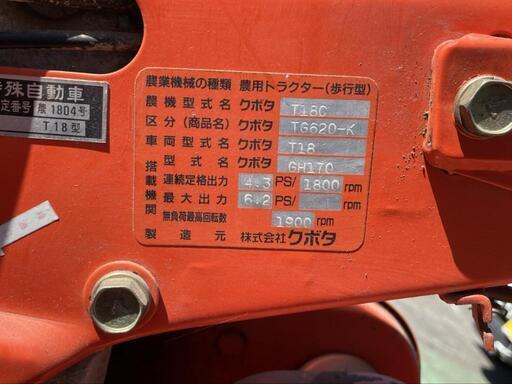 殊自動車
定番号 農1804号
T18型
農業機械の種類 農用トラクター(歩行型)
農機型式名 クボタ T18C
区分(商品名) クボタ TG620-K
車両型式名 クボタ T18
搭載機関 型式名 クボタ GH170
連続定格出力 4.3 PS/ 1800 rpm
最大出力 6.2 PS/ rpm
無負荷最高回転数 1900 rpm
製造元 株式会社クボタ